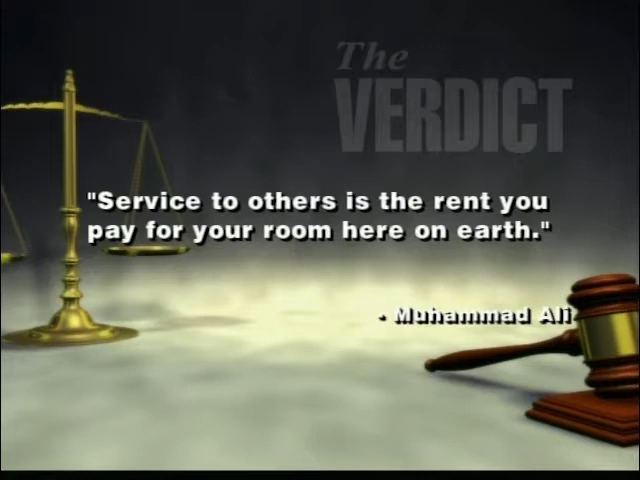 The
VERDICT
"Service to others is the rent you
pay for your room here on earth."
- Muhammad Ali